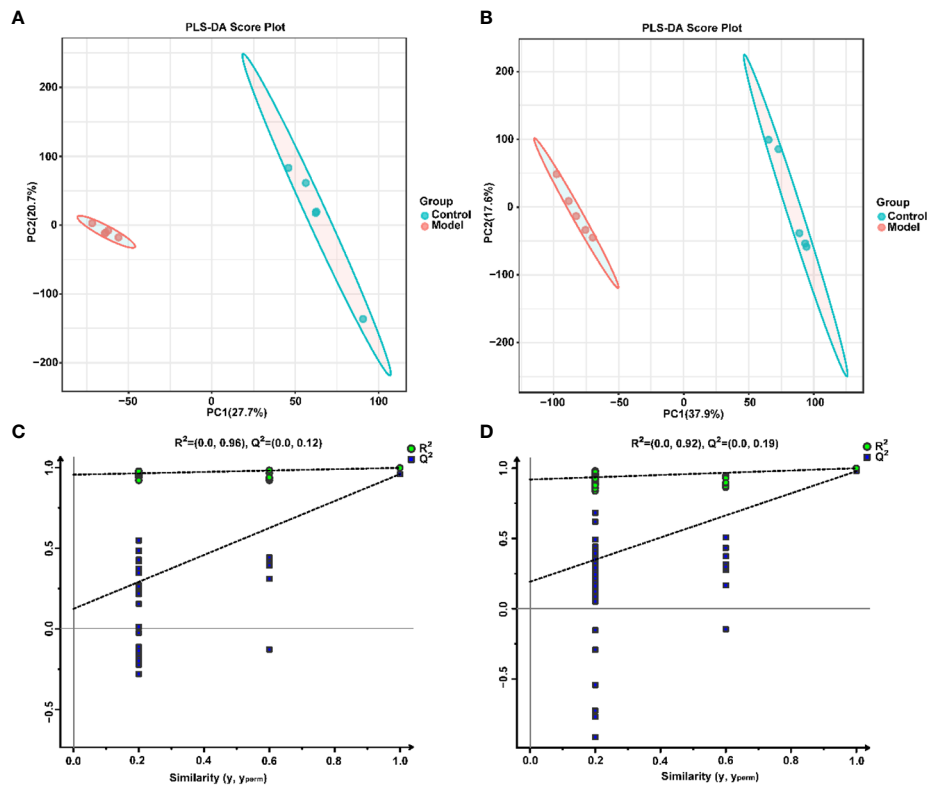 A
PLS-DA Score Plot
PC2(20.7%)
200
100
0
−100
−200
−50
0
50
100
PC1(27.7%)
Group
Control
Model
B
PLS-DA Score Plot
PC2(17.6%)
200
100
0
−100
−200
−100
−50
0
50
100
PC1(37.9%)
Group
Control
Model
C
R²=(0.0, 0.96), Q²=(0.0, 0.12)
R²
Q²
1.0
0.5
0.0
−0.5
0.0
0.2
0.4
0.6
0.8
1.0
Similarity (y, yperm)
D
R²=(0.0, 0.92), Q²=(0.0, 0.19)
R²
Q²
1.0
0.5
0.0
−0.5
0.0
0.2
0.4
0.6
0.8
1.0
Similarity (y, yperm)